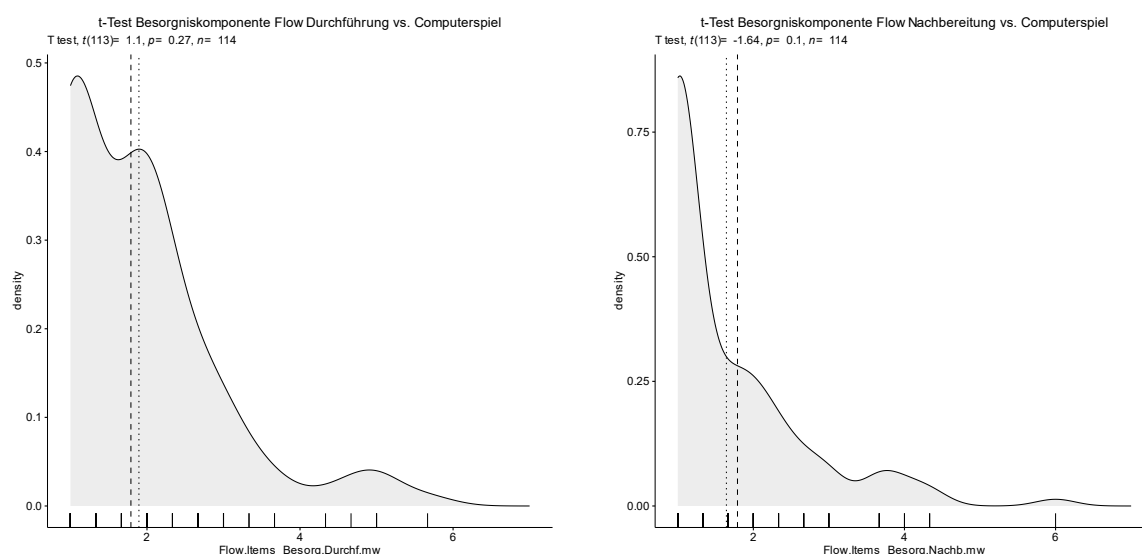 t-Test Besorgniskomponente Flow Durchführung vs. Computerspiel
T test, t(113)= 1.1, p= 0.27, n= 114
0.5
0.4
0.3
0.2
0.1
0.0
density
2
4
6
Flow.Items_Besorg.Durchf.mw
t-Test Besorgniskomponente Flow Nachbereitung vs. Computerspiel
T test, t(113)= -1.64, p= 0.1, n= 114
0.75
0.50
0.25
0.00
density
2
4
6
Flow.Items_Besorg.Nachb.mw